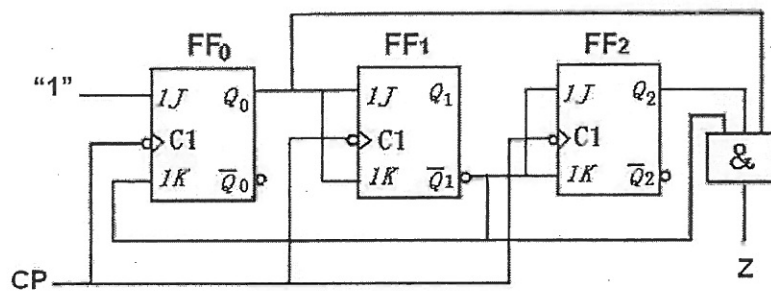 FF0 FF1 FF2
"1" 1J Q0 1J Q1 1J Q2
C1 C1 C1 &
1K Q̅0 1K Q̅1 1K Q̅2
CP Z